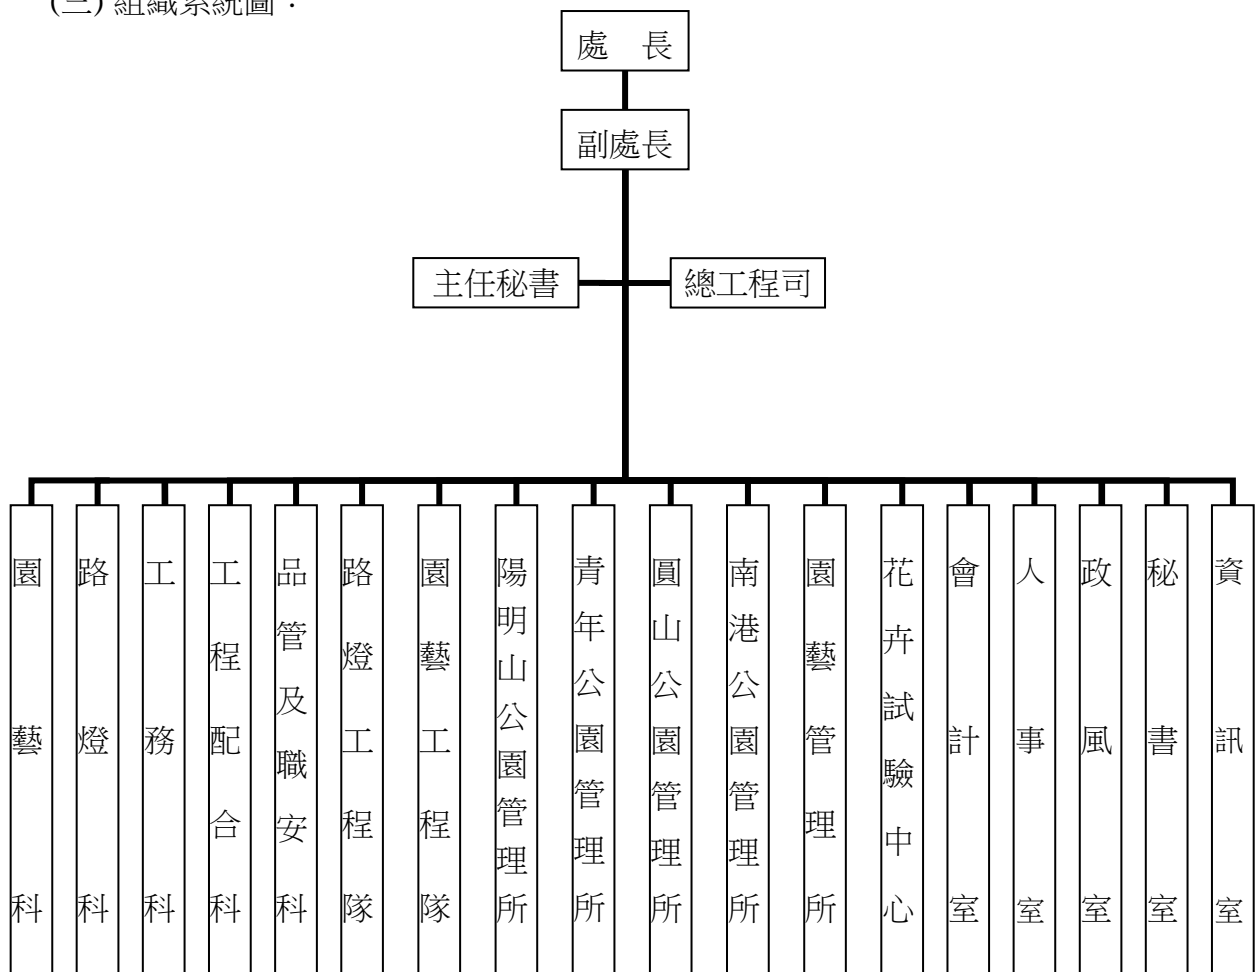 (三) 組織系統圖：
處 長
副處長
主任秘書
總工程司
園藝科
路燈科
工務科
工程配合科
品管及職安科
路燈工程隊
園藝工程隊
陽明山公園管理所
青年公園管理所
圓山公園管理所
南港公園管理所
園藝管理所
花卉試驗中心
會計室
人事室
政風室
秘書室
資訊室